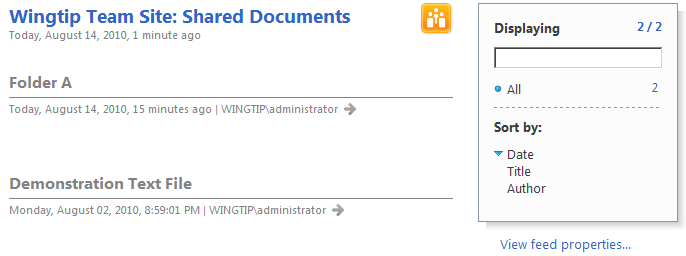 Wingtip Team Site: Shared Documents
Today, August 14, 2010, 1 minute ago
Folder A
Today, August 14, 2010, 15 minutes ago | WINGTIP\administrator
Demonstration Text File
Monday, August 02, 2010, 8:59:01 PM | WINGTIP\administrator
Displaying 2 / 2
All 2
Sort by:
Date
Title
Author
View feed properties...